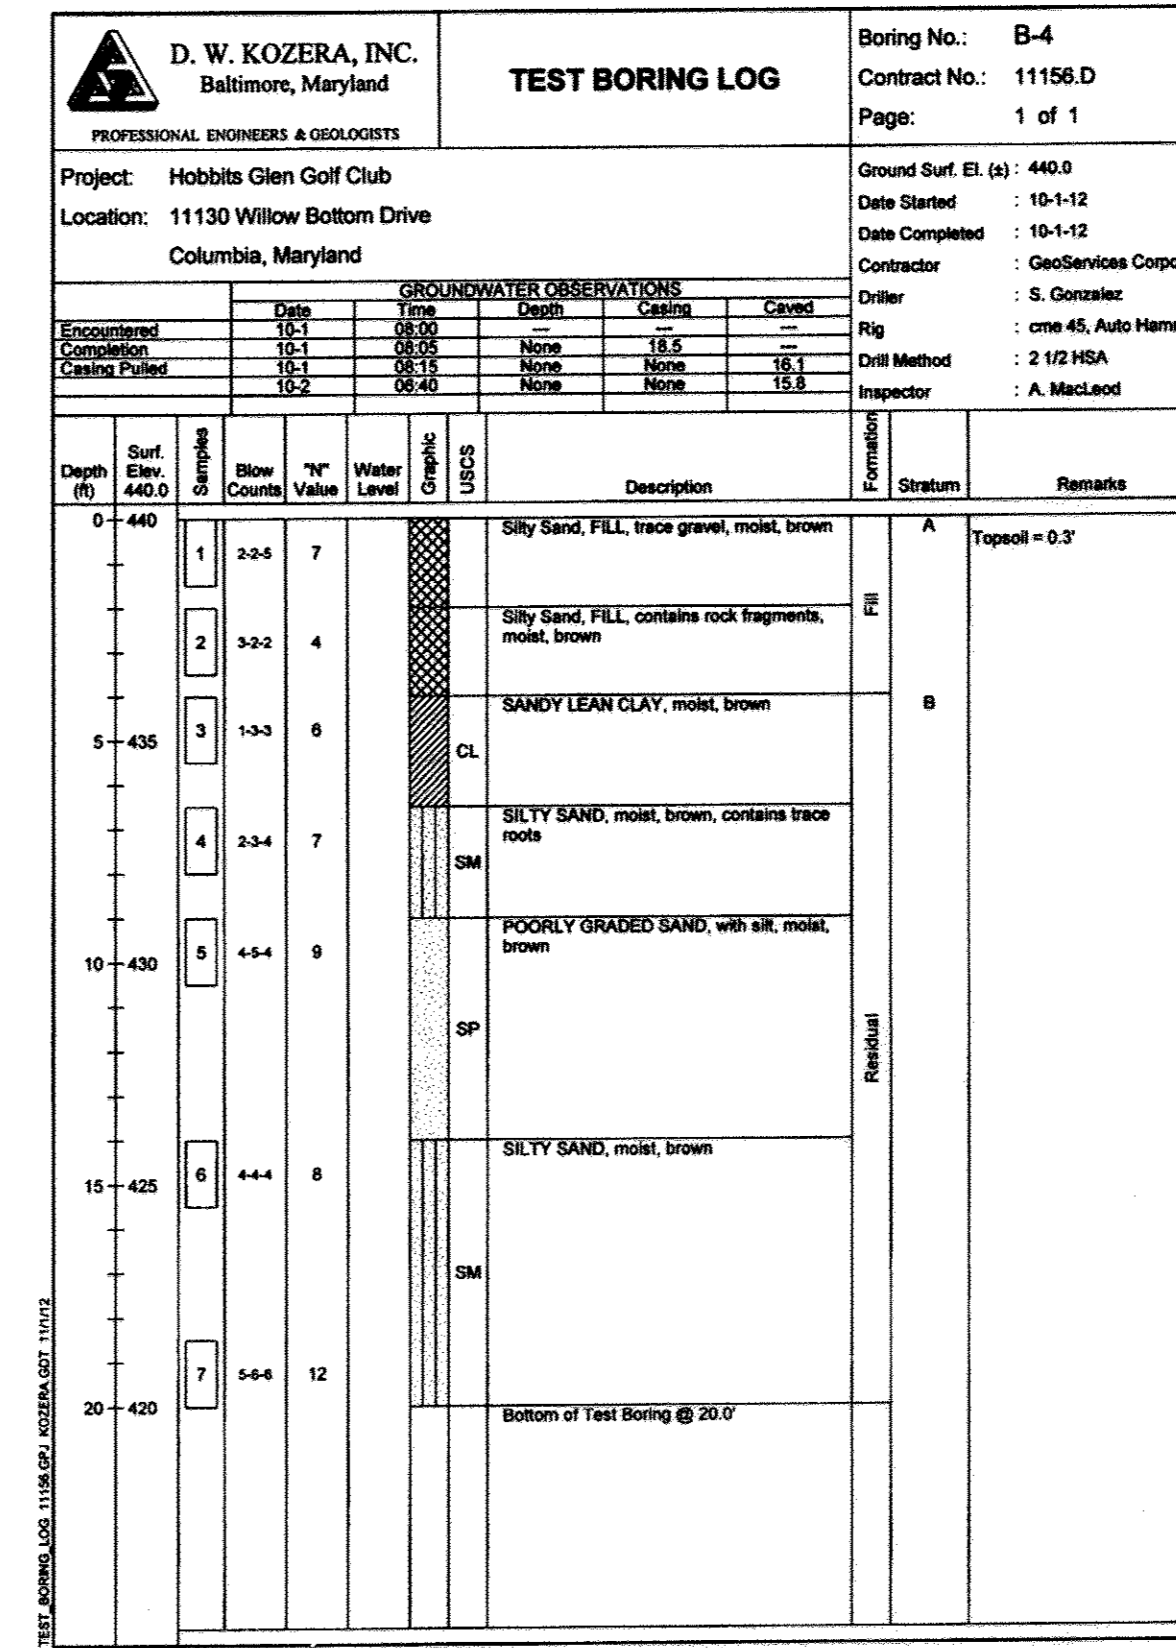 D. W. KOZERA, INC.
Baltimore, Maryland
PROFESSIONAL ENGINEERS & GEOLOGISTS
TEST BORING LOG
Boring No.: B-4
Contract No.: 11156.D
Page: 1 of 1
Project: Hobbits Glen Golf Club
Location: 11130 Willow Bottom Drive
Columbia, Maryland
Ground Surf. El. (±) : 440.0
Date Started : 10-1-12
Date Completed : 10-1-12
Contractor : GeoServices Corpo
Driller : S. Gonzalez
Rig : cme 45, Auto Hamm
Drill Method : 2 1/2 HSA
Inspector : A. MacLeod
GROUNDWATER OBSERVATIONS
Date Time Depth Casing Caved
Encountered 10-1 08:00 --- --- ---
Completion 10-1 08:05 None 18.5 ---
Casing Pulled 10-1 08:15 None None 16.1
10-2 06:40 None None 15.8
Depth (ft) Surf. Elev. 440.0 Samples Blow Counts "N" Value Water Level Graphic USCS Description Formation Stratum Remarks
0 440 Silty Sand, FILL, trace gravel, moist, brown A
Topsoil = 0.3'
1 2-2-5 7
Fill
Silty Sand, FILL, contains rock fragments,
moist, brown
2 3-2-2 4
SANDY LEAN CLAY, moist, brown B
3 1-3-3 6
5 435 CL
SILTY SAND, moist, brown, contains trace
roots
4 2-3-4 7
SM
POORLY GRADED SAND, with silt, moist,
brown
5 4-5-4 9
10 430
SP
Residual
SILTY SAND, moist, brown
6 4-4-4 8
15 425
SM
7 5-6-6 12
20 420 Bottom of Test Boring @ 20.0'
TEST_BORING_LOG 11156.GPJ KOZERA.GDT 11/1/12